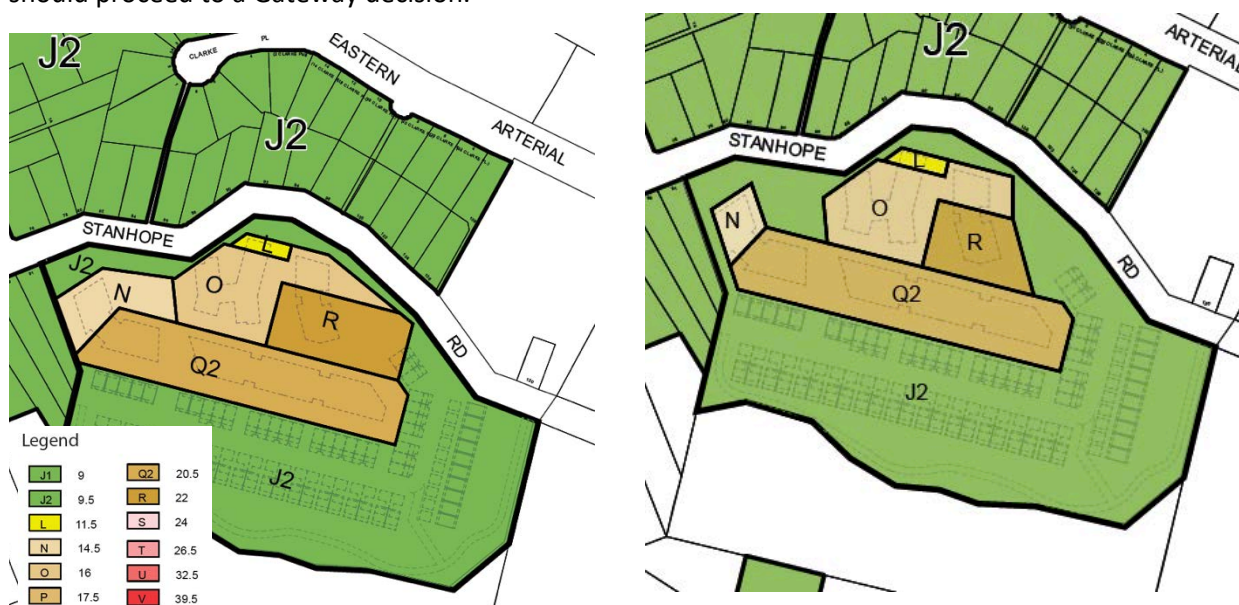 should proceed to a Gateway decision.
J2
CLARKE
PL
EASTERN
ARTERIAL
J2
STANHOPE
J2
L
N
O
R
RD
Q2
J2
Legend
J1 9
J2 9.5
L 11.5
N 14.5
O 16
P 17.5
Q2 20.5
R 22
S 24
T 26.5
U 32.5
V 39.5
J2
ARTERIAL
STANHOPE
L
N
O
R
RD
Q2
J2